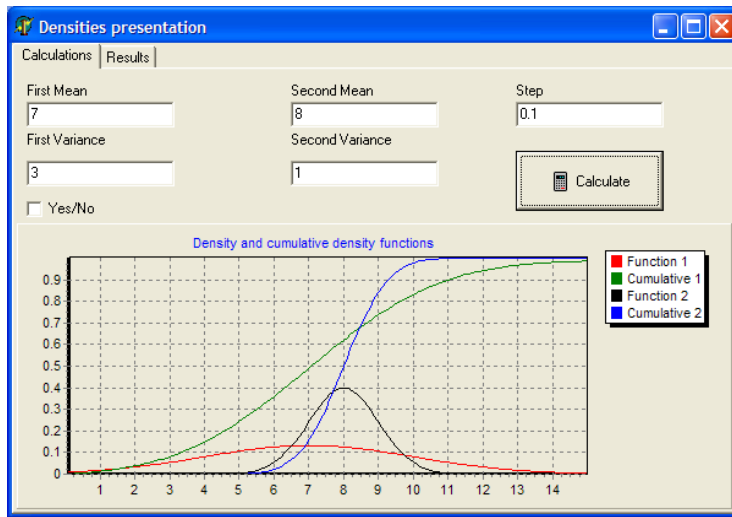 Densities presentation
Calculations Results
First Mean Second Mean Step
7 8 0.1
First Variance Second Variance
3 1
Calculate
Yes/No
Density and cumulative density functions
Function 1
Cumulative 1
Function 2
Cumulative 2
0.9
0.8
0.7
0.6
0.5
0.4
0.3
0.2
0.1
0
1 2 3 4 5 6 7 8 9 10 11 12 13 14